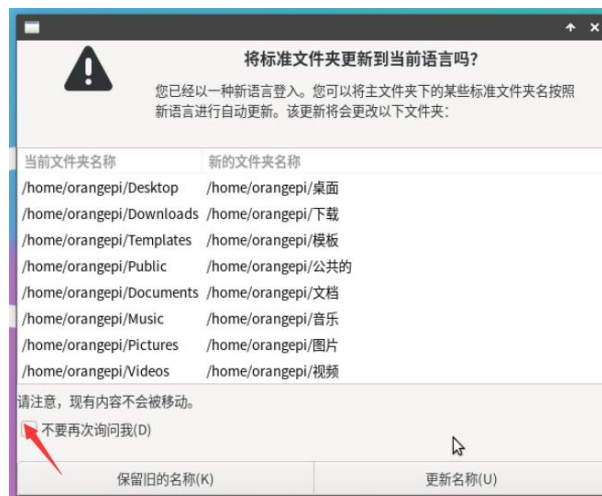 将标准文件夹更新到当前语言吗?
您已经以一种新语言登入。您可以将主文件夹下的某些标准文件夹名按照
新语言进行自动更新。该更新将会更改以下文件夹:
当前文件夹名称 新的文件夹名称
/home/orangepi/Desktop /home/orangepi/桌面
/home/orangepi/Downloads /home/orangepi/下载
/home/orangepi/Templates /home/orangepi/模板
/home/orangepi/Public /home/orangepi/公共的
/home/orangepi/Documents /home/orangepi/文档
/home/orangepi/Music /home/orangepi/音乐
/home/orangepi/Pictures /home/orangepi/图片
/home/orangepi/Videos /home/orangepi/视频
请注意，现有内容不会被移动。
不要再次询问我(D)
保留旧的名称(K) 更新名称(U)